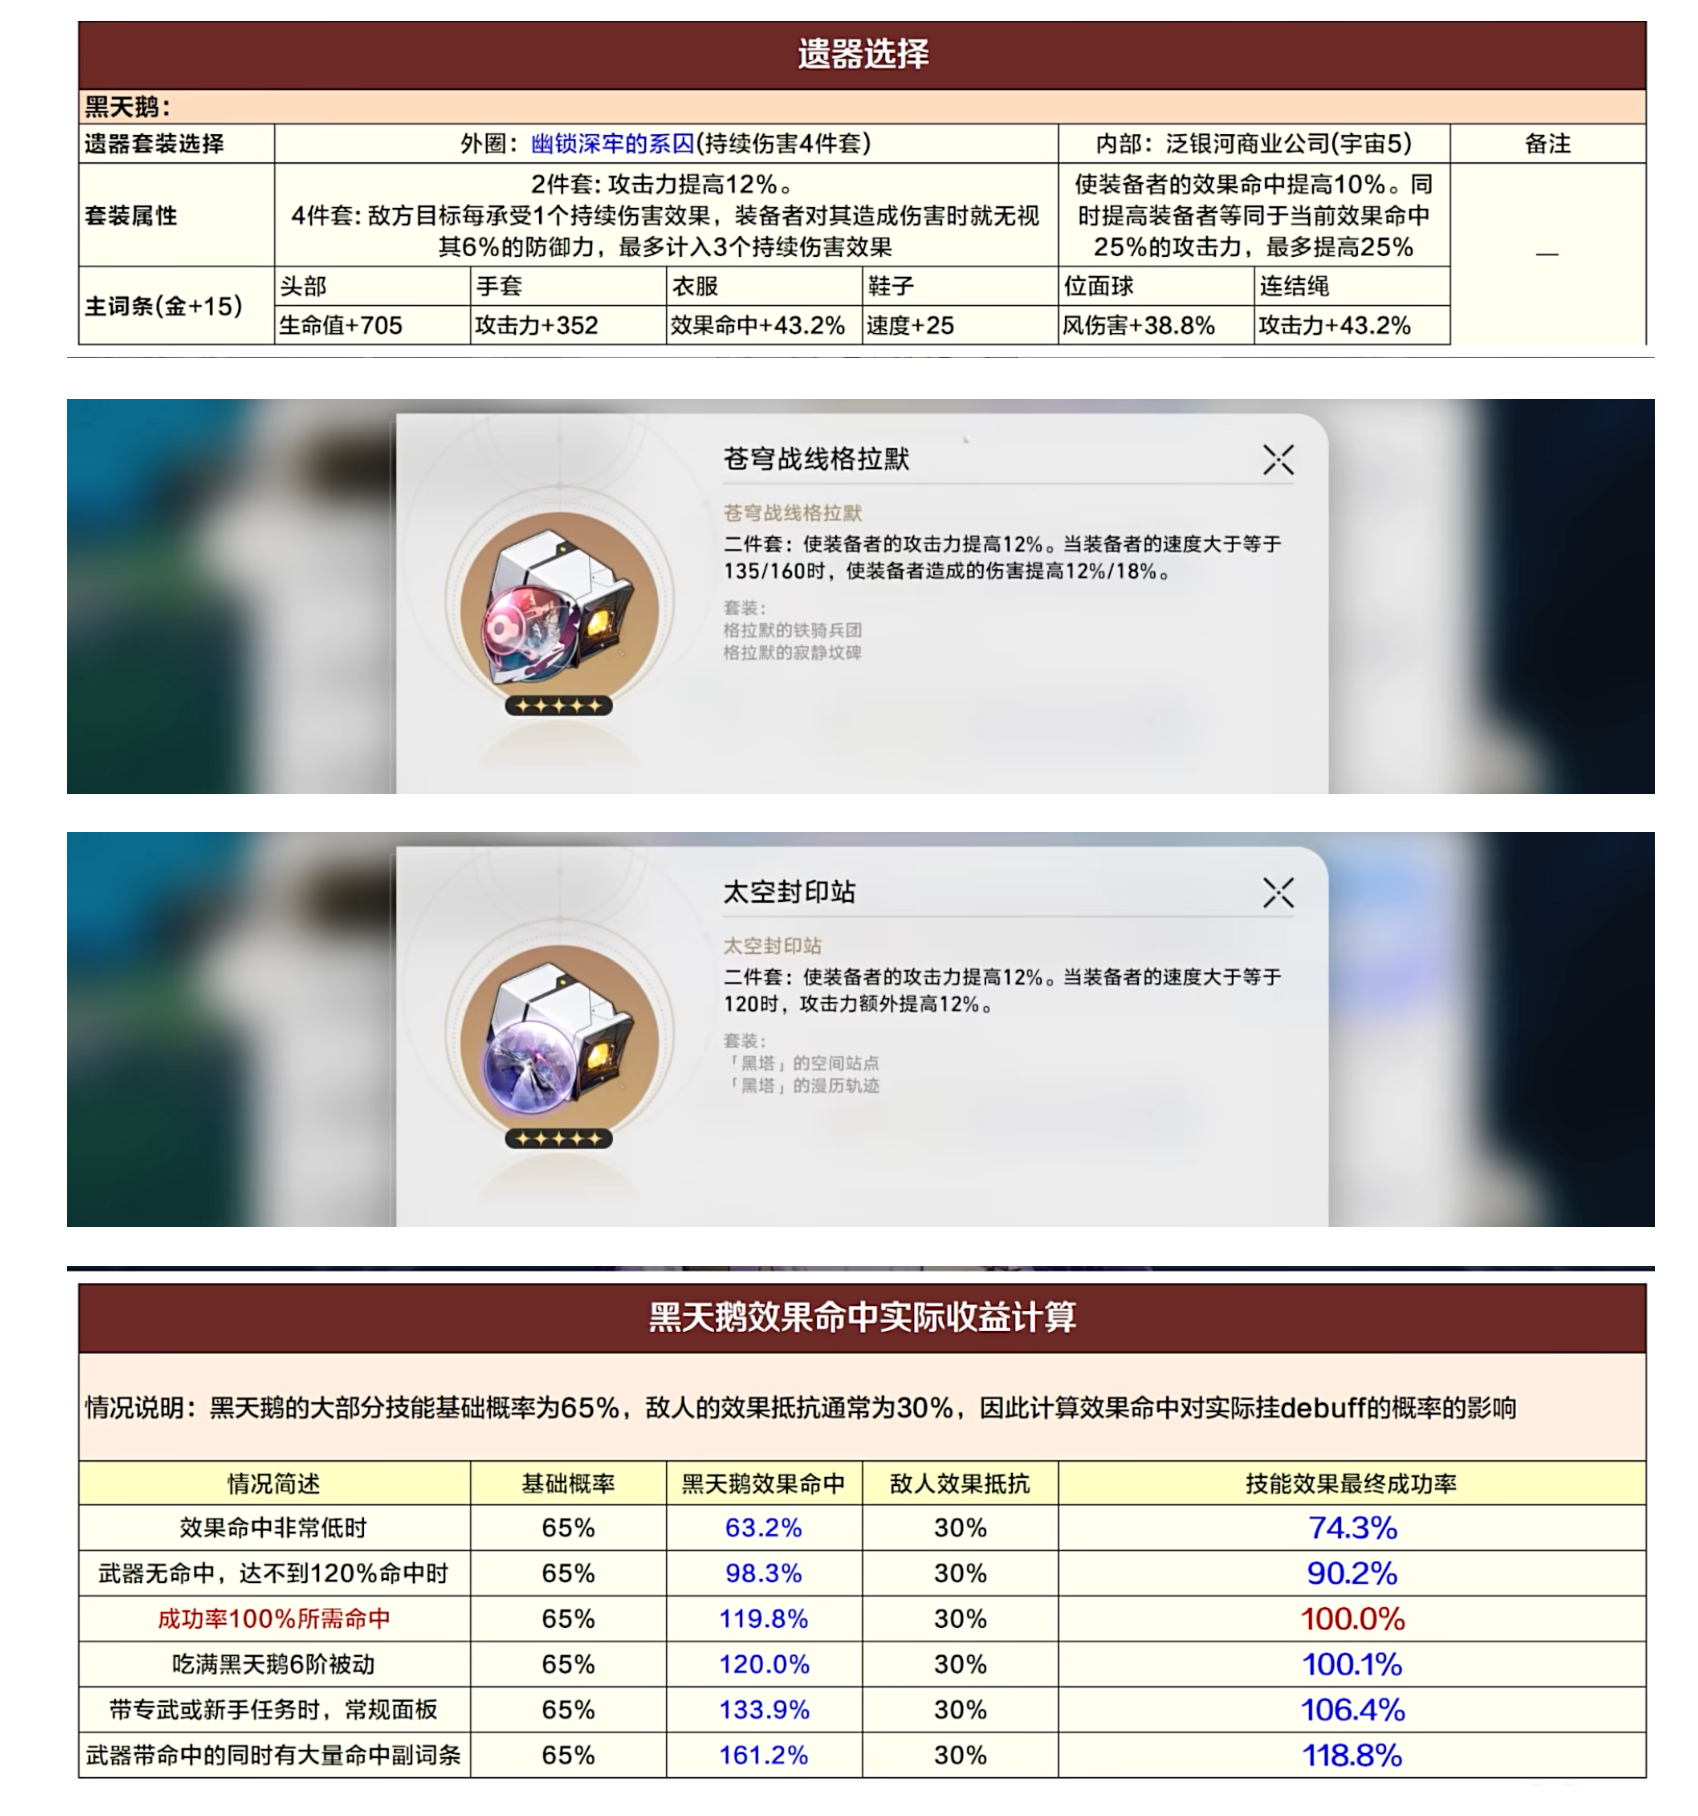 遗器选择
黑天鹅：
遗器套装选择 外圈：幽锁深牢的系囚(持续伤害4件套) 内部：泛银河商业公司(宇宙5) 备注
套装属性
2件套: 攻击力提高12%。
4件套: 敌方目标每承受1个持续伤害效果，装备者对其造成伤害时就无视
其6%的防御力，最多计入3个持续伤害效果
使装备者的效果命中提高10%。同
时提高装备者等同于当前效果命中
25%的攻击力，最多提高25%
—
主词条(金+15)
头部 手套 衣服 鞋子 位面球 连结绳
生命值+705 攻击力+352 效果命中+43.2% 速度+25 风伤害+38.8% 攻击力+43.2%
苍穹战线格拉默
苍穹战线格拉默
二件套：使装备者的攻击力提高12%。当装备者的速度大于等于
135/160时，使装备者造成的伤害提高12%/18%。
套装：
格拉默的铁骑兵团
格拉默的寂静坟碑
太空封印站
太空封印站
二件套：使装备者的攻击力提高12%。当装备者的速度大于等于
120时，攻击力额外提高12%。
套装：
「黑塔」的空间站点
「黑塔」的漫历轨迹
黑天鹅效果命中实际收益计算
情况说明：黑天鹅的大部分技能基础概率为65%，敌人的效果抵抗通常为30%，因此计算效果命中对实际挂debuff的概率的影响
情况简述 基础概率 黑天鹅效果命中 敌人效果抵抗 技能效果最终成功率
效果命中非常低时 65% 63.2% 30% 74.3%
武器无命中，达不到120%命中时 65% 98.3% 30% 90.2%
成功率100%所需命中 65% 119.8% 30% 100.0%
吃满黑天鹅6阶被动 65% 120.0% 30% 100.1%
带专武或新手任务时，常规面板 65% 133.9% 30% 106.4%
武器带命中的同时有大量命中副词条 65% 161.2% 30% 118.8%